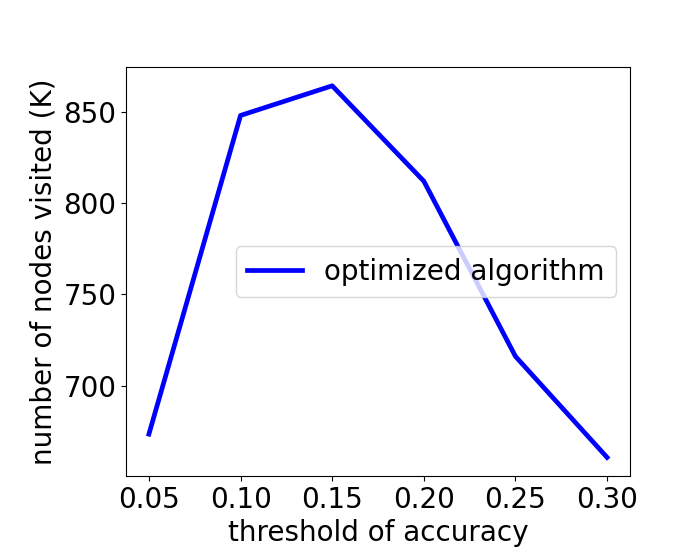 number of nodes visited (K)
850
800
750
700
optimized algorithm
0.05 0.10 0.15 0.20 0.25 0.30
threshold of accuracy